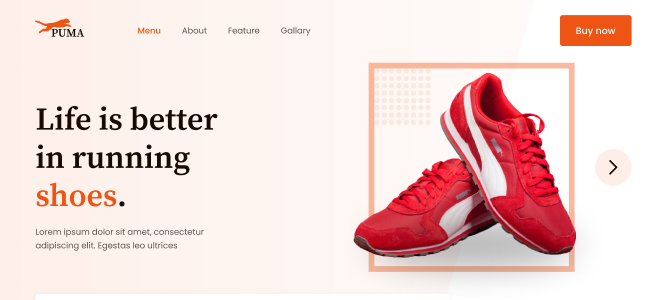 PUMA
Menu About Feature Gallary
Buy now
Life is better
in running
shoes.
Lorem ipsum dolor sit amet, consectetur
adipiscing elit. Egestas leo ultrices